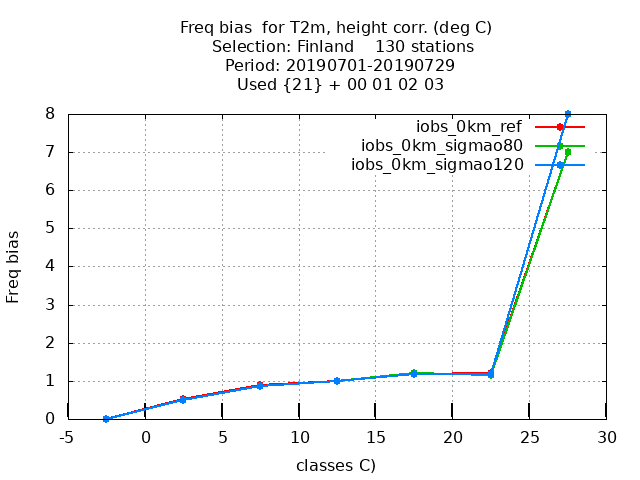 Freq bias  for T2m, height corr. (deg C)
Selection: Finland    130 stations
Period: 20190701-20190729
Used {21} + 00 01 02 03
8
7
6
5
4
3
2
1
0
Freq bias
iobs_0km_ref
iobs_0km_sigmao80
iobs_0km_sigmao120
-5 0 5 10 15 20 25 30
classes C)